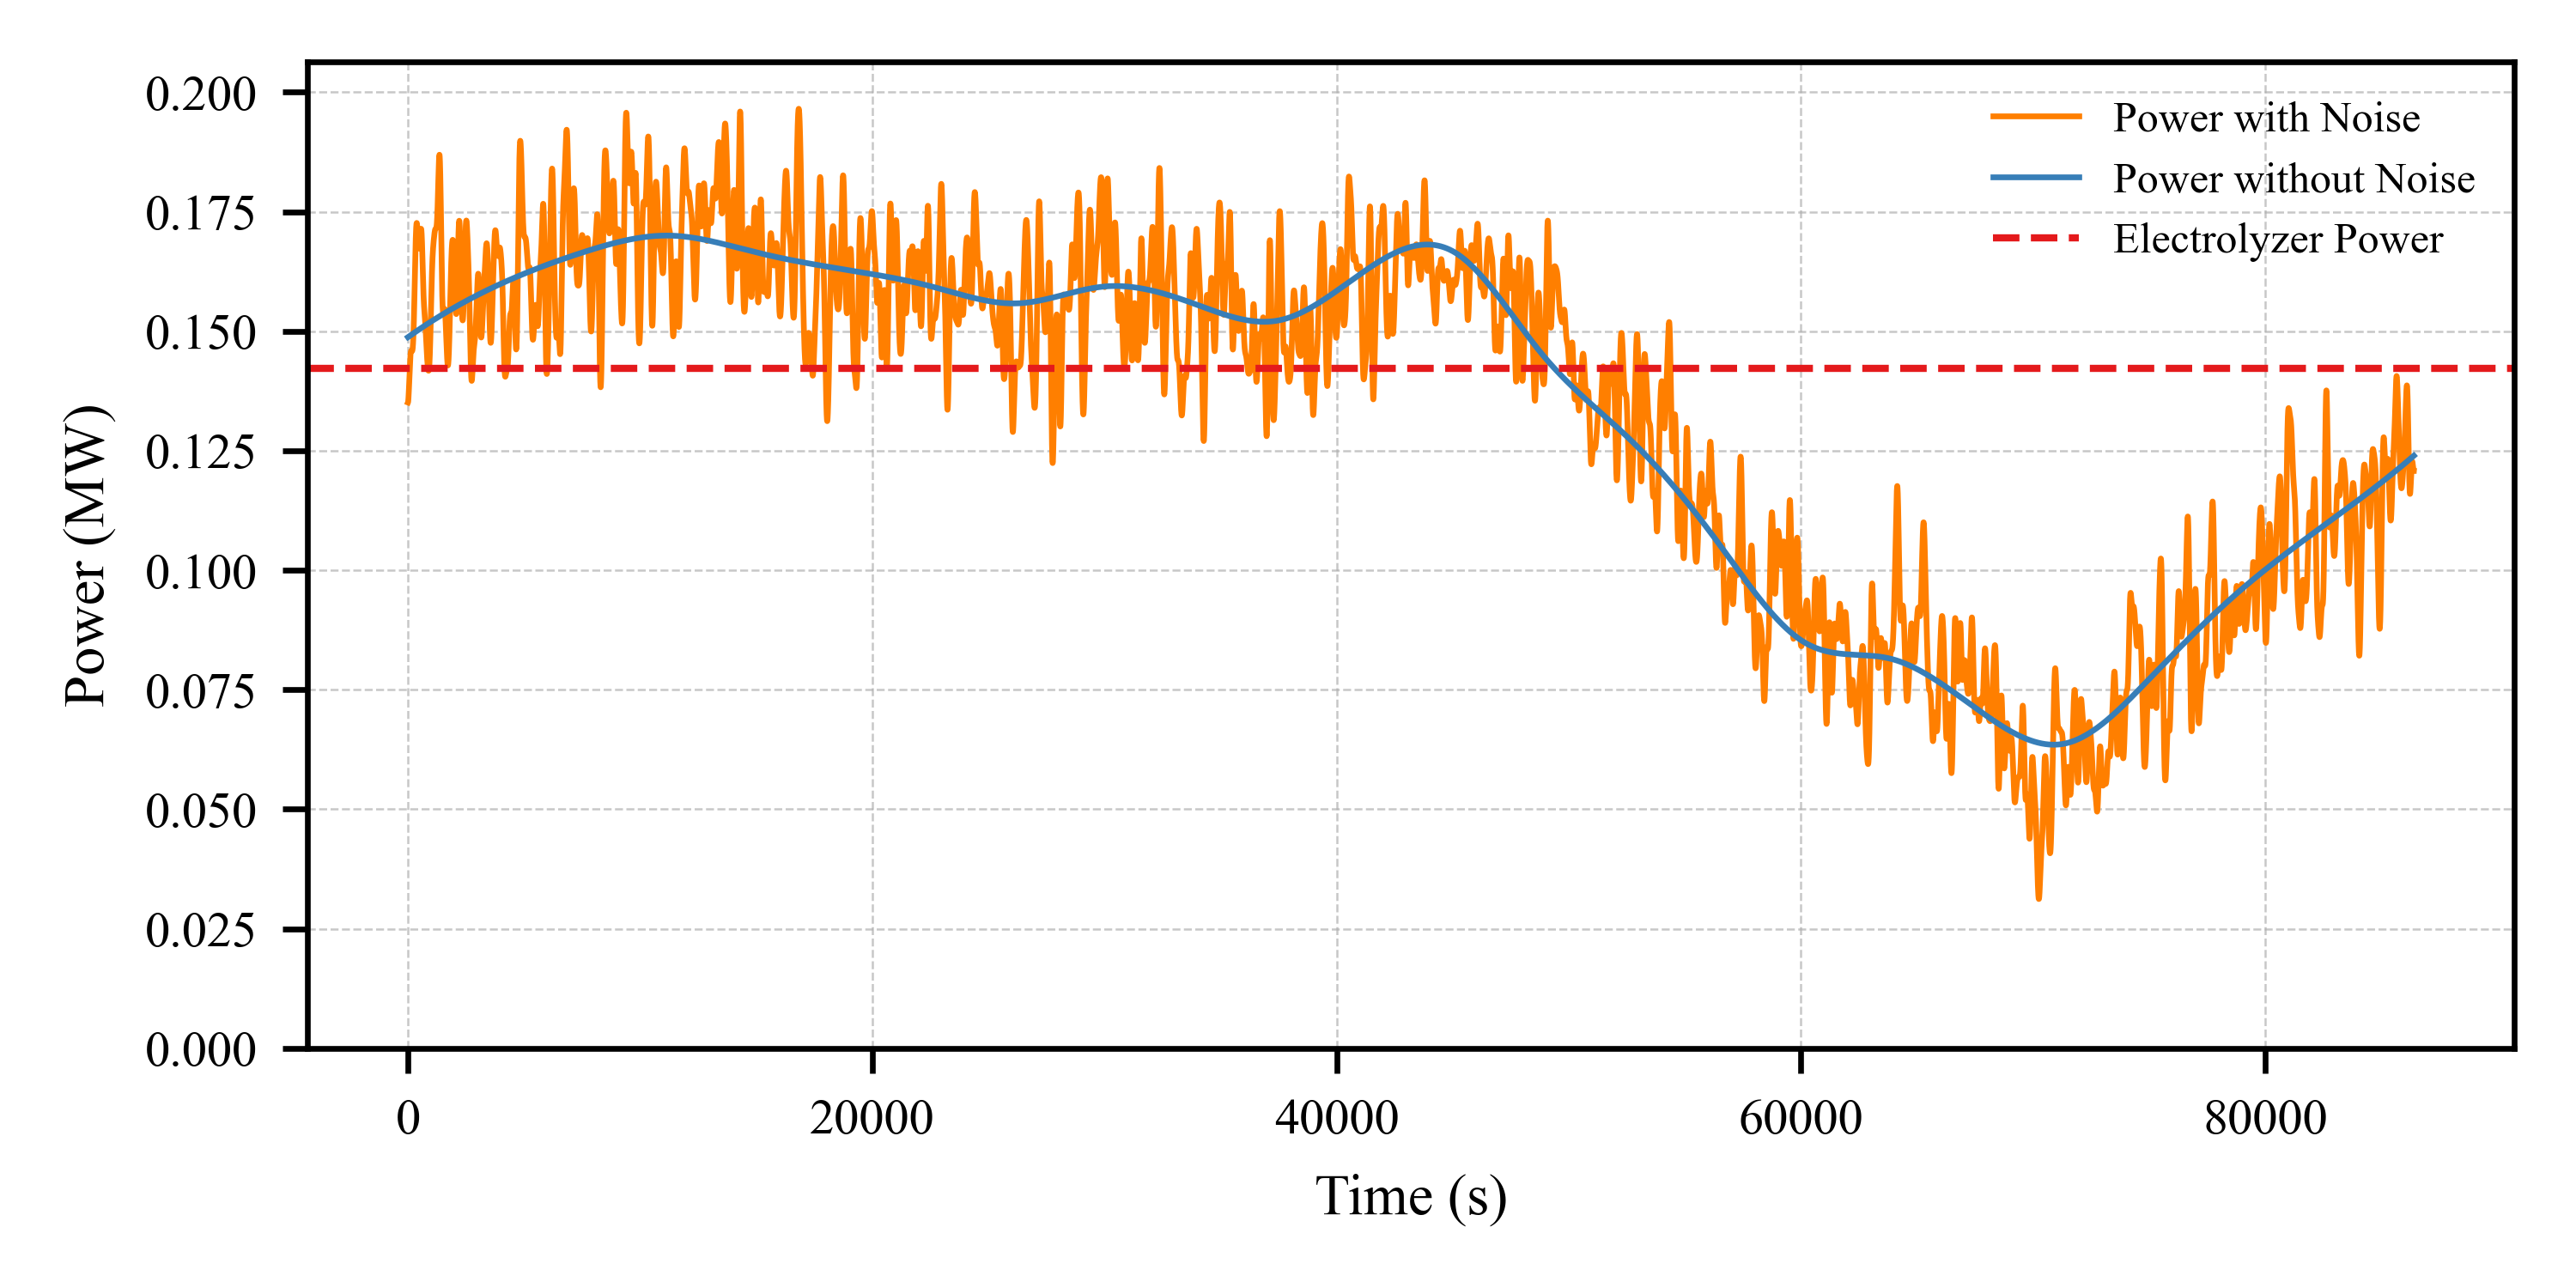 0.200
0.175
0.150
0.125
0.100
0.075
0.050
0.025
0.000
Power (MW)
0
20000
40000
60000
80000
Time (s)
Power with Noise
Power without Noise
Electrolyzer Power